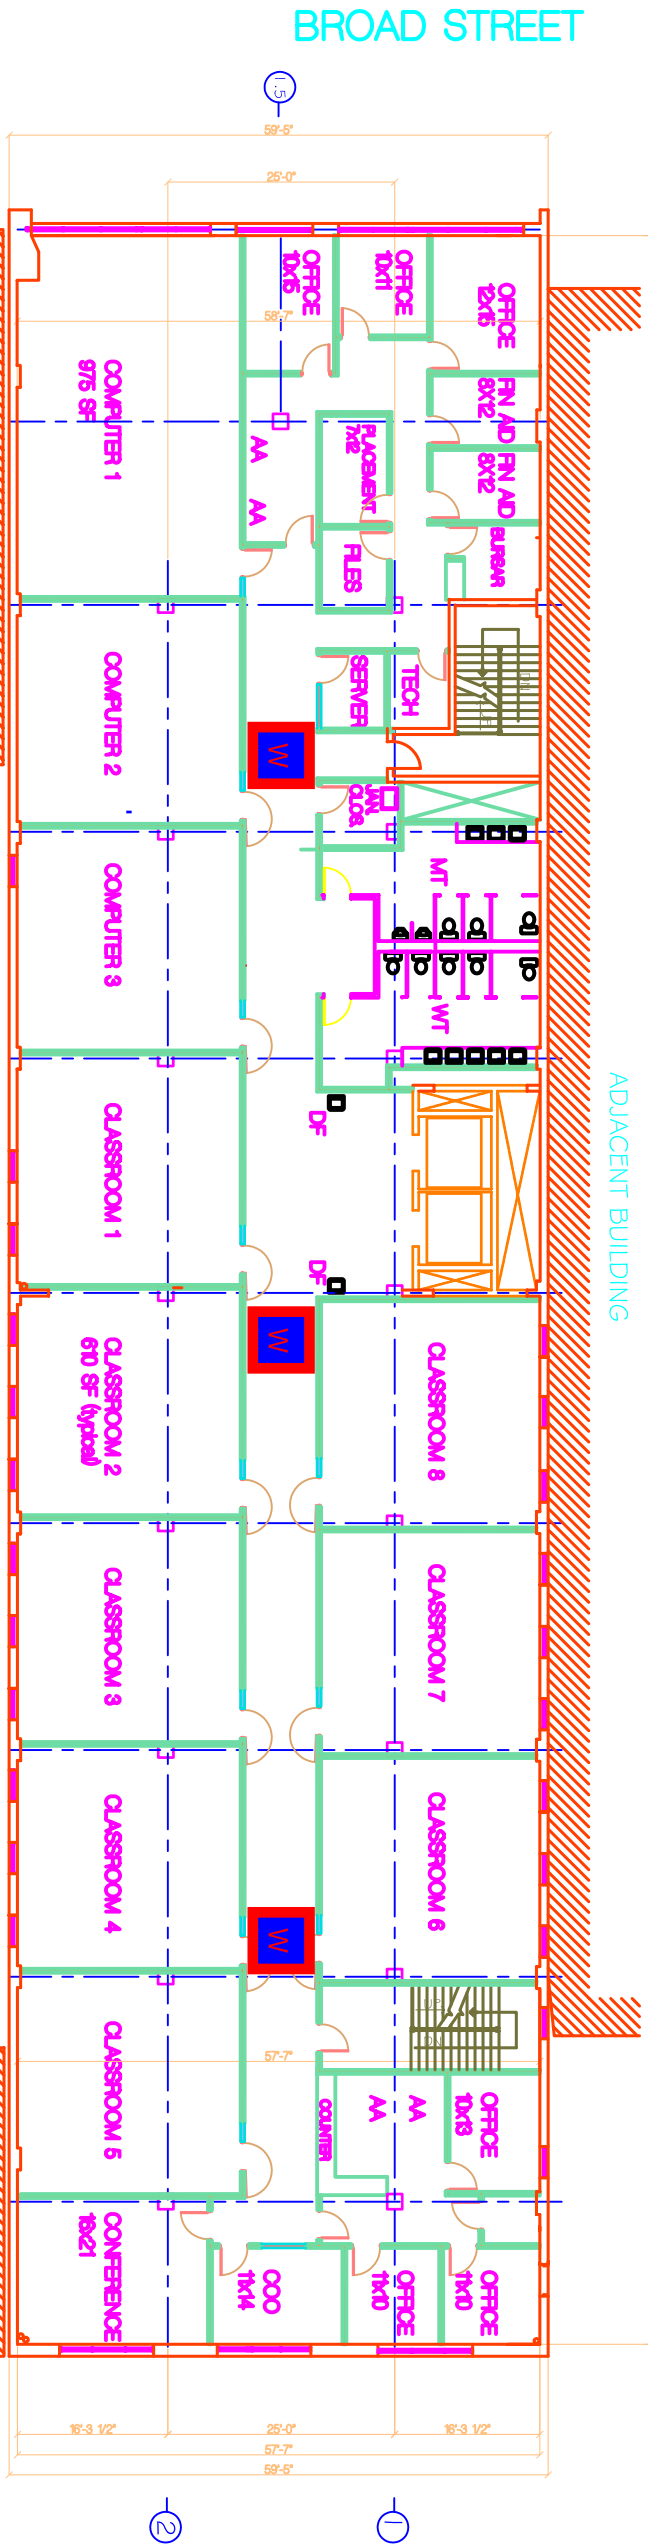 BROAD STREET
1.5
59'-5"
25'-0"
OFFICE
10X15
OFFICE
10X11
OFFICE
12X15
58'-7"
COMPUTER 1
975 SF
FIN AID
8X12
FIN AID
8X12
AA
AA
PLACEMENT
7X12
FILES
BURSAR
COMPUTER 2
SERVER
TECH
DN
W
JAN.
CLOS.
COMPUTER 3
MT
WT
ADJACENT BUILDING
CLASSROOM 1
DF
DF
CLASSROOM 2
610 SF (typical)
W
CLASSROOM 8
CLASSROOM 3
CLASSROOM 7
CLASSROOM 4
CLASSROOM 6
W
UP
DN
57'-7"
CLASSROOM 5
COUNTER
AA
AA
OFFICE
10X13
CONFERENCE
16X21
COO
11X14
OFFICE
11X10
OFFICE
11X10
16'-3 1/2"
25'-0"
16'-3 1/2"
57'-7"
59'-5"
2
1